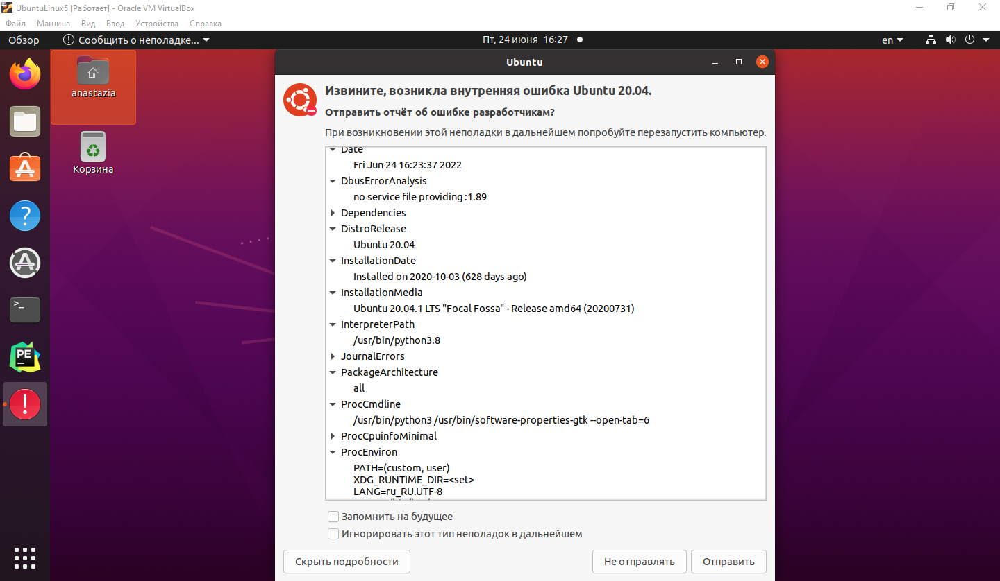 UbuntuLinux5 [Работает] - Oracle VM VirtualBox
Файл Машина Вид Ввод Устройства Справка
Обзор Сообщить о неполадке... Пт, 24 июня 16:27 en
Ubuntu
anastazia
Корзина
Извините, возникла внутренняя ошибка Ubuntu 20.04.
Отправить отчёт об ошибке разработчикам?
При возникновении этой неполадки в дальнейшем попробуйте перезапустить компьютер.
Date
Fri Jun 24 16:23:37 2022
DbusErrorAnalysis
no service file providing :1.89
Dependencies
DistroRelease
Ubuntu 20.04
InstallationDate
Installed on 2020-10-03 (628 days ago)
InstallationMedia
Ubuntu 20.04.1 LTS "Focal Fossa" - Release amd64 (20200731)
InterpreterPath
/usr/bin/python3.8
JournalErrors
PackageArchitecture
all
ProcCmdline
/usr/bin/python3 /usr/bin/software-properties-gtk --open-tab=6
ProcCpuinfoMinimal
ProcEnviron
PATH=(custom, user)
XDG_RUNTIME_DIR=<set>
LANG=ru_RU.UTF-8
Запомнить на будущее
Игнорировать этот тип неполадок в дальнейшем
Скрыть подробности Не отправлять Отправить
>_
PE